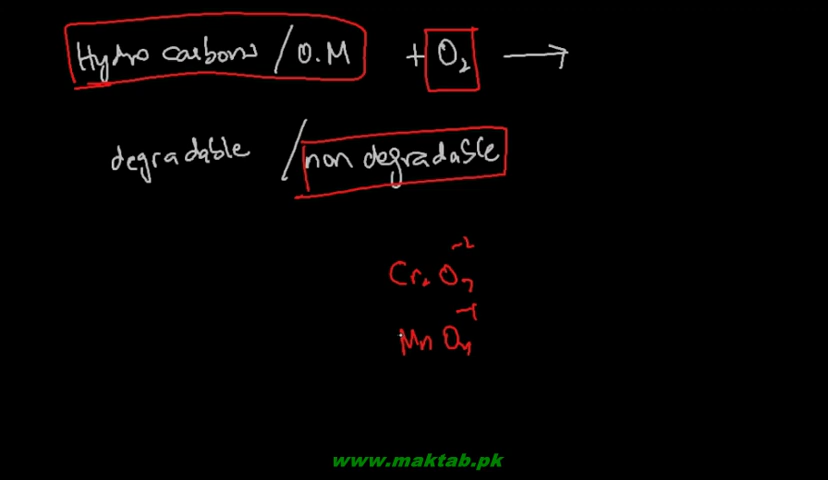 Hydro carbons / O.M + O₂ →
degradable / non degradable
Cr₂O₇⁻²
MnO₄⁻¹
www.maktab.pk